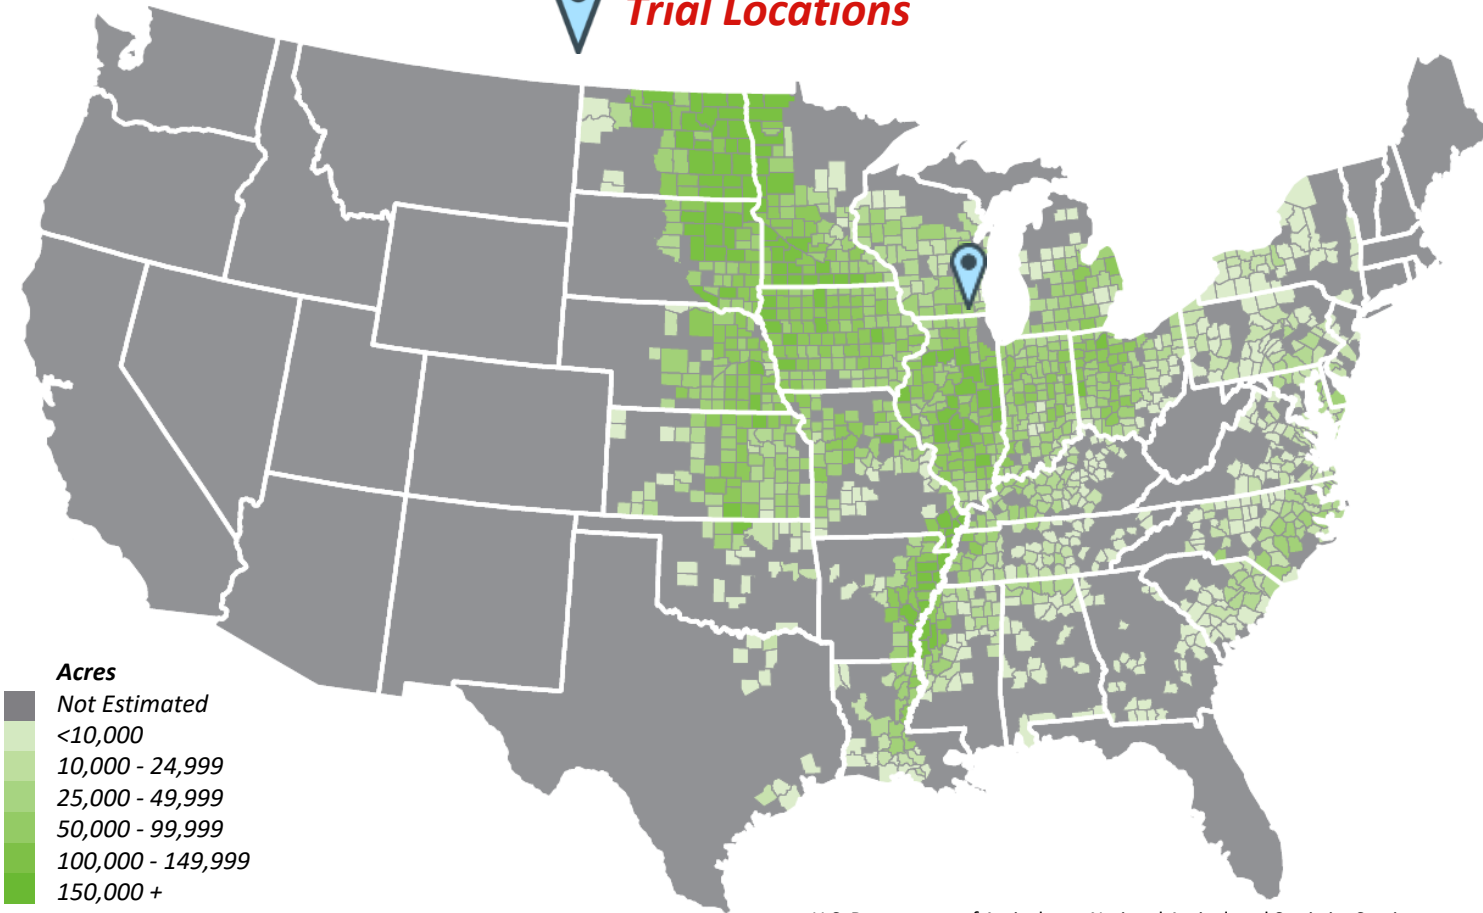 Trial Locations
Acres
Not Estimated
<10,000
10,000 - 24,999
25,000 - 49,999
50,000 - 99,999
100,000 - 149,999
150,000 +